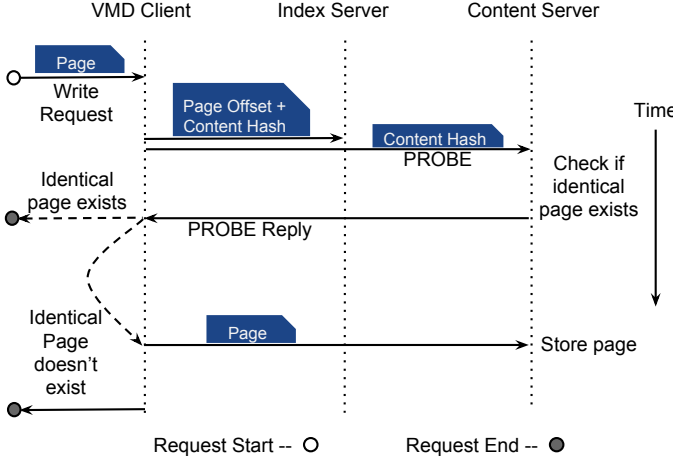 VMD Client
Index Server
Content Server
Page
Write
Request
Page Offset +
Content Hash
Content Hash
PROBE
Time
Check if
identical
page exists
Identical
page exists
PROBE Reply
Identical
Page
doesn't
exist
Page
Store page
Request Start --
Request End --